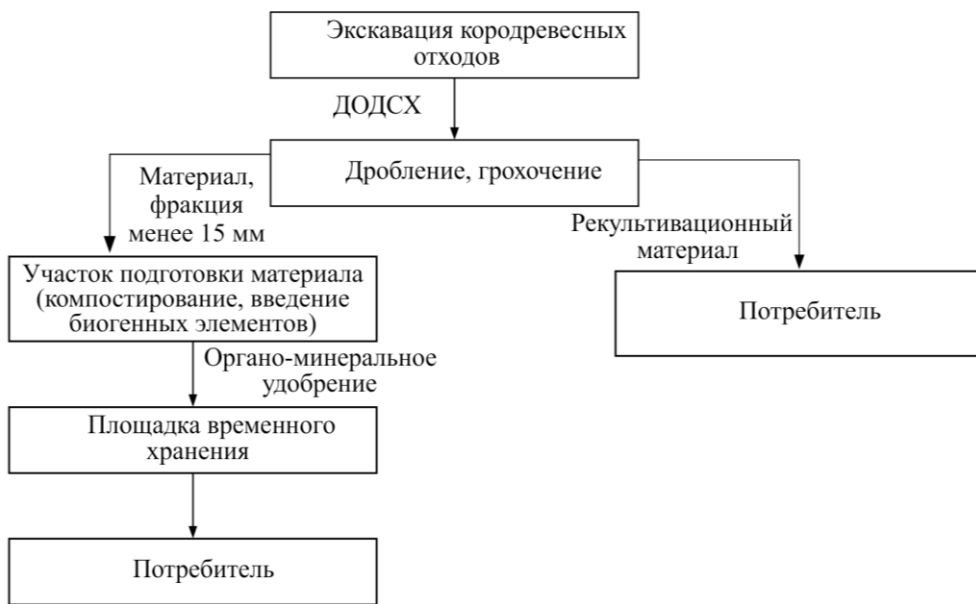 Экскавация кородревесных
отходов
ДОДСХ
Дробление, грохочение
Материал,
фракция
менее 15 мм
Рекультивационный
материал
Участок подготовки материала
(компостирование, введение
биогенных элементов)
Потребитель
Органо-минеральное
удобрение
Площадка временного
хранения
Потребитель